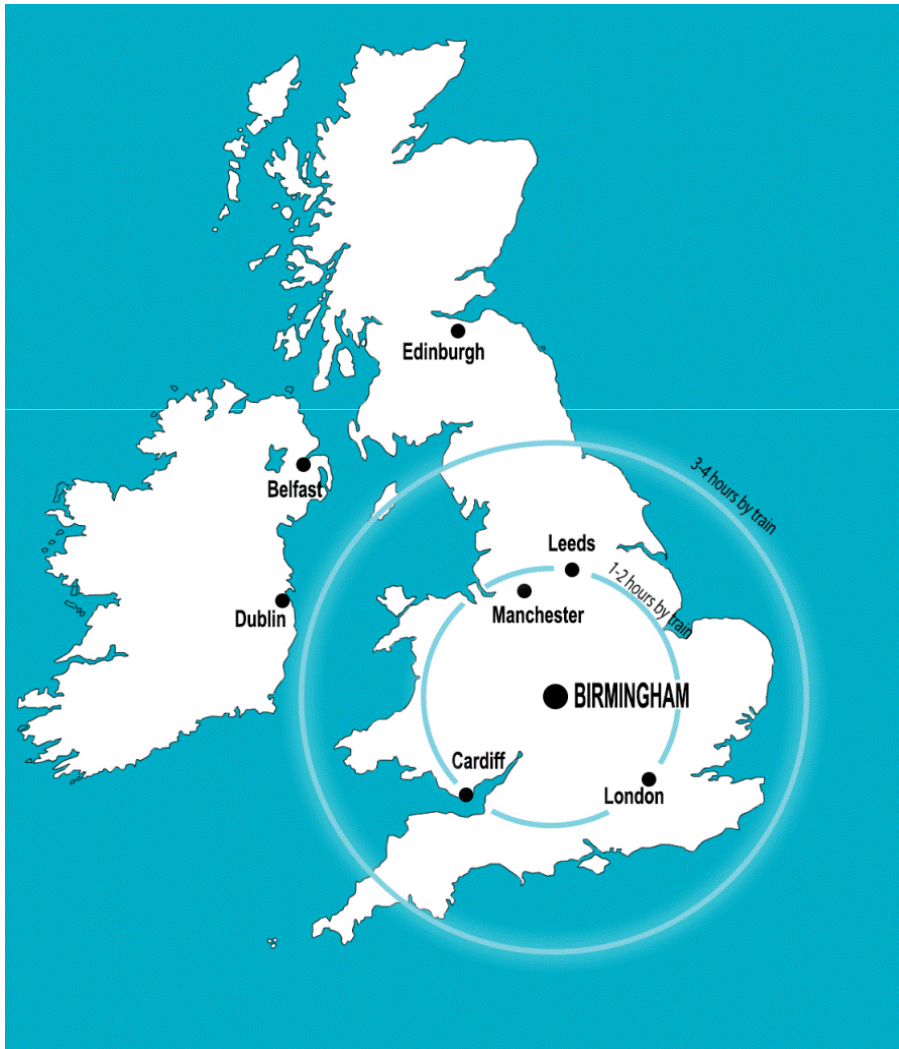 Edinburgh
3-4 hours by train
Belfast
Leeds
1-2 hours by train
Dublin
Manchester
BIRMINGHAM
Cardiff
London